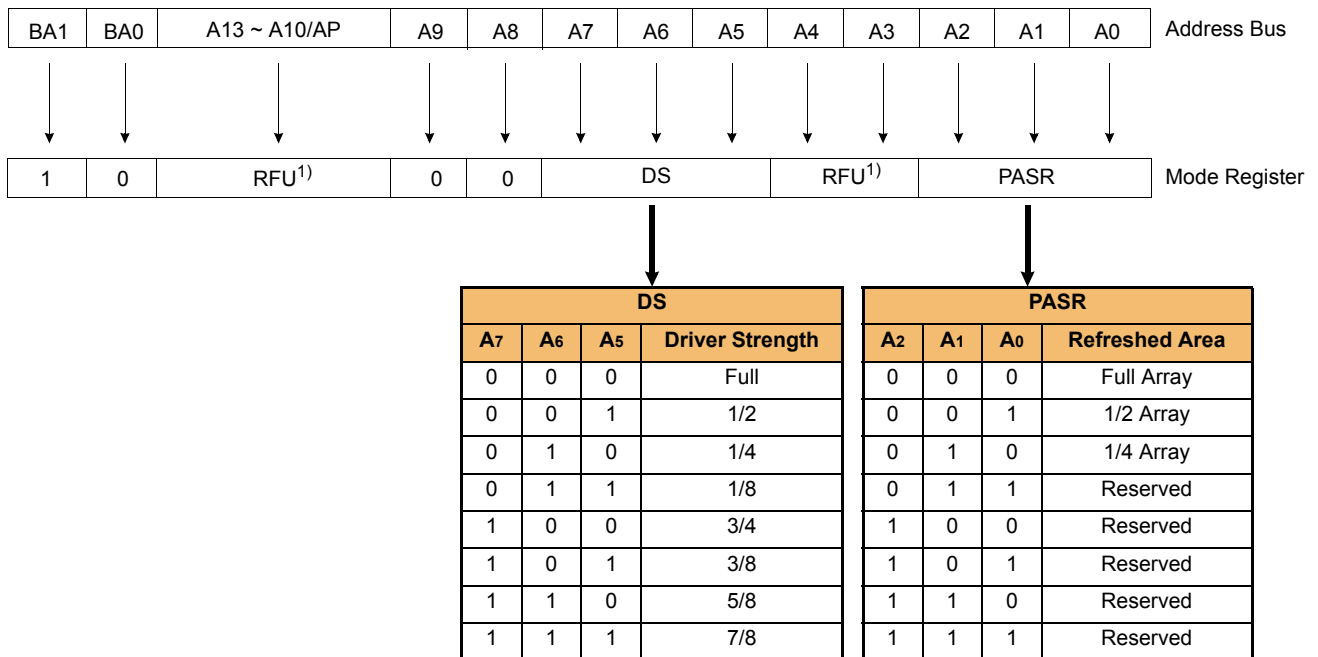 BA1 BA0 A13 ~ A10/AP A9 A8 A7 A6 A5 A4 A3 A2 A1 A0 Address Bus
1 0 RFU1) 0 0 DS RFU1) PASR Mode Register
DS PASR
A7 A6 A5 Driver Strength A2 A1 A0 Refreshed Area
0 0 0 Full 0 0 0 Full Array
0 0 1 1/2 0 0 1 1/2 Array
0 1 0 1/4 0 1 0 1/4 Array
0 1 1 1/8 0 1 1 Reserved
1 0 0 3/4 1 0 0 Reserved
1 0 1 3/8 1 0 1 Reserved
1 1 0 5/8 1 1 0 Reserved
1 1 1 7/8 1 1 1 Reserved